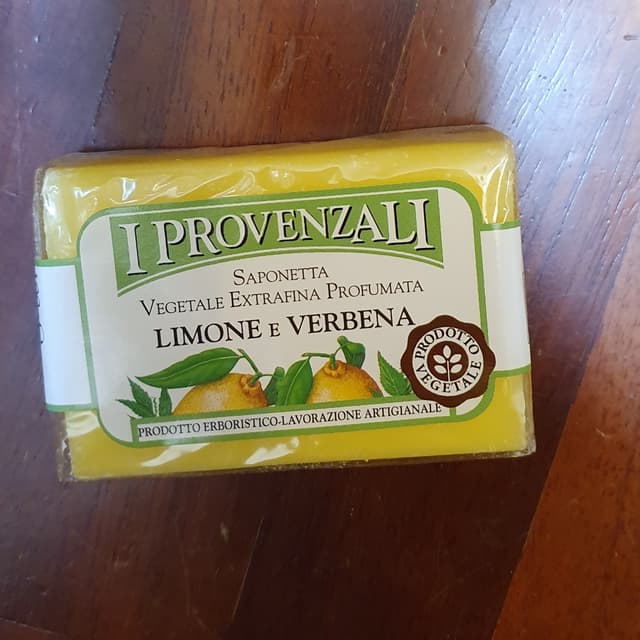 I PROVENZALI
SAPONETTA
VEGETALE EXTRAFINA PROFUMATA
LIMONE E VERBENA
PRODOTTO
VEGETALE
PRODOTTO ERBORISTICO-LAVORAZIONE ARTIGIANALE